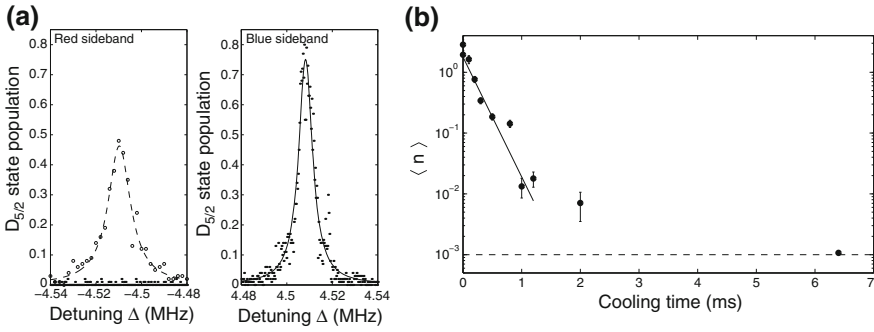 (a)
Red sideband
D5/2 state population
0.8
0.7
0.6
0.5
0.4
0.3
0.2
0.1
0
−4.54 −4.52 −4.5 −4.48
Detuning Δ (MHz)
Blue sideband
D5/2 state population
0.8
0.7
0.6
0.5
0.4
0.3
0.2
0.1
0
4.48 4.5 4.52 4.54
Detuning Δ (MHz)
(b)
⟨ n ⟩
10^0
10^−1
10^−2
10^−3
0 1 2 3 4 5 6 7
Cooling time (ms)